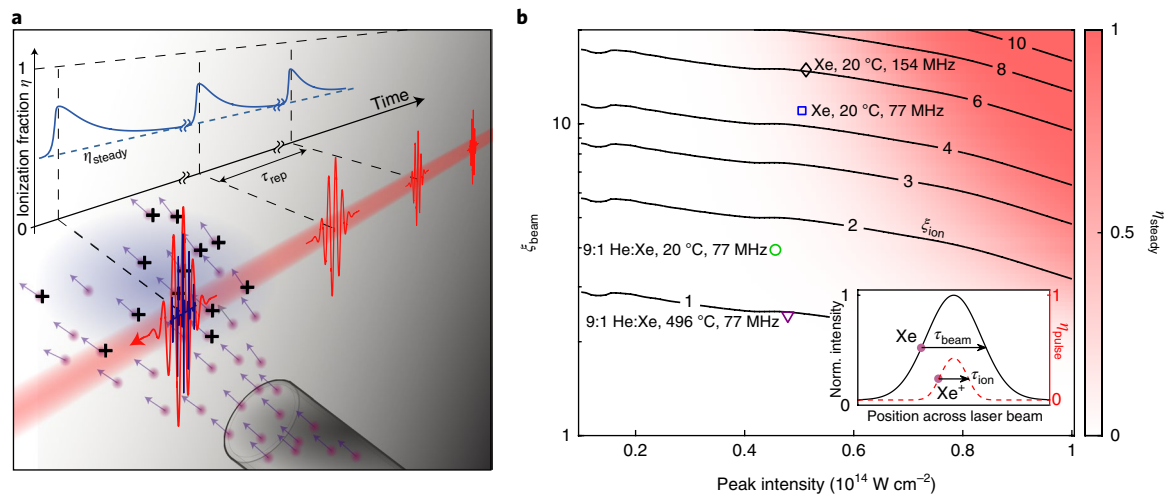 a
1
Ionization fraction η
0
η_steady
Time
τ_rep
b
10
1
ξ_beam
10
8
6
4
3
2
1
ξ_ion
Xe, 20 °C, 154 MHz
Xe, 20 °C, 77 MHz
9:1 He:Xe, 20 °C, 77 MHz
9:1 He:Xe, 496 °C, 77 MHz
1
0
Norm. intensity
Xe
τ_beam
Xe⁺
τ_ion
1
0
η_pulse
Position across laser beam
0.2
0.4
0.6
0.8
1
Peak intensity (10¹⁴ W cm⁻²)
1
0.5
0
η_steady